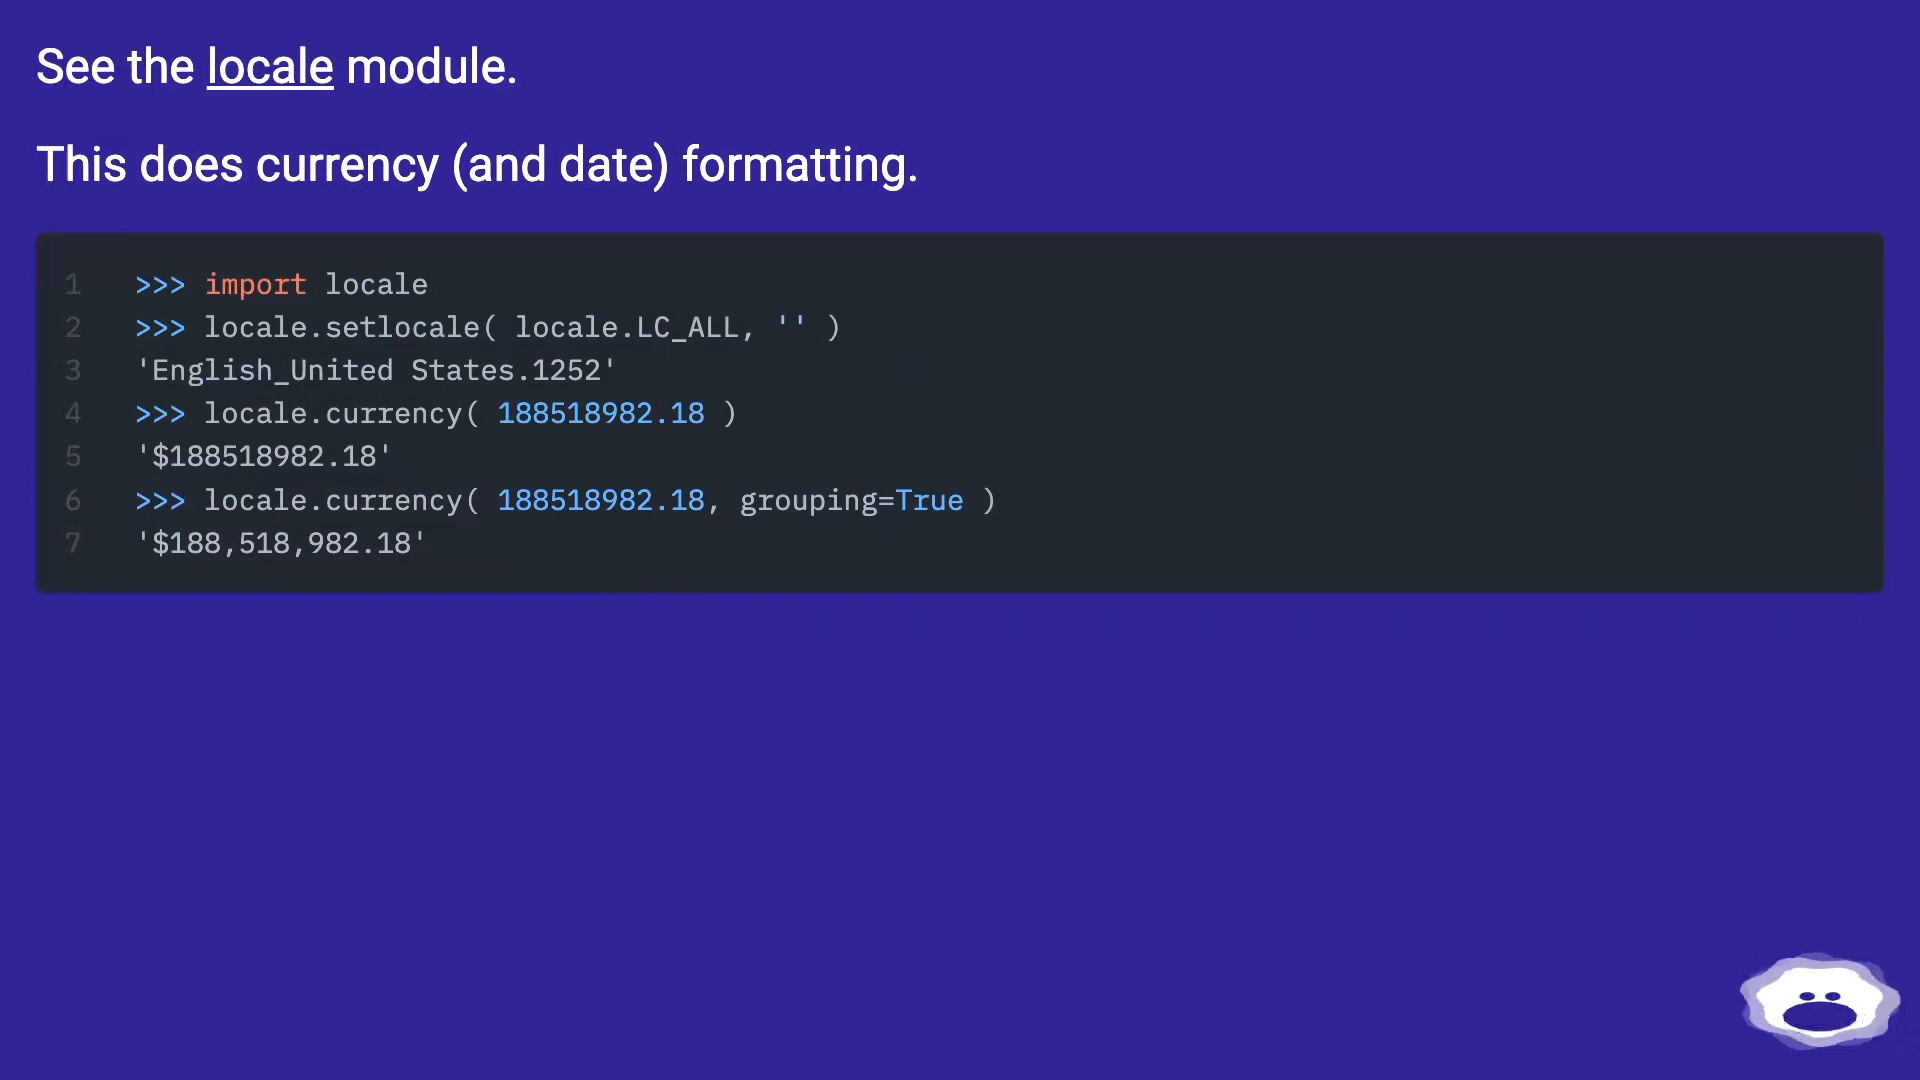 See the locale module.
This does currency (and date) formatting.
1 >>> import locale
2 >>> locale.setlocale( locale.LC_ALL, '' )
3 'English_United States.1252'
4 >>> locale.currency( 188518982.18 )
5 '$188518982.18'
6 >>> locale.currency( 188518982.18, grouping=True )
7 '$188,518,982.18'